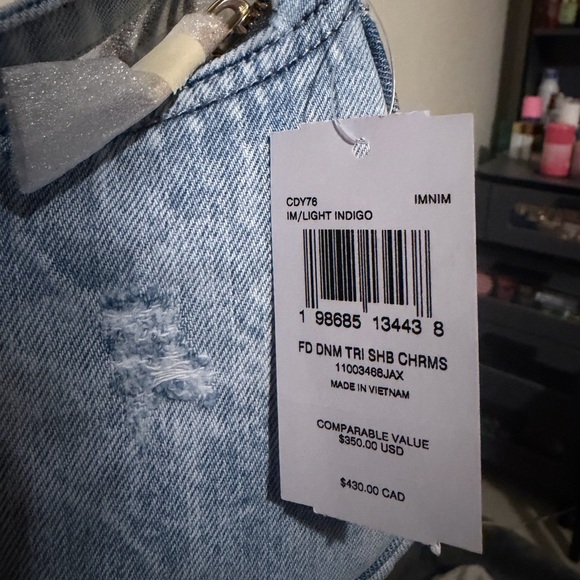 CDY76 IMNIM
IM/LIGHT INDIGO
1 98685 13443 8
FD DNM TRI SHB CHRMS
11003468JAX
MADE IN VIETNAM
COMPARABLE VALUE
$350.00 USD
$430.00 CAD